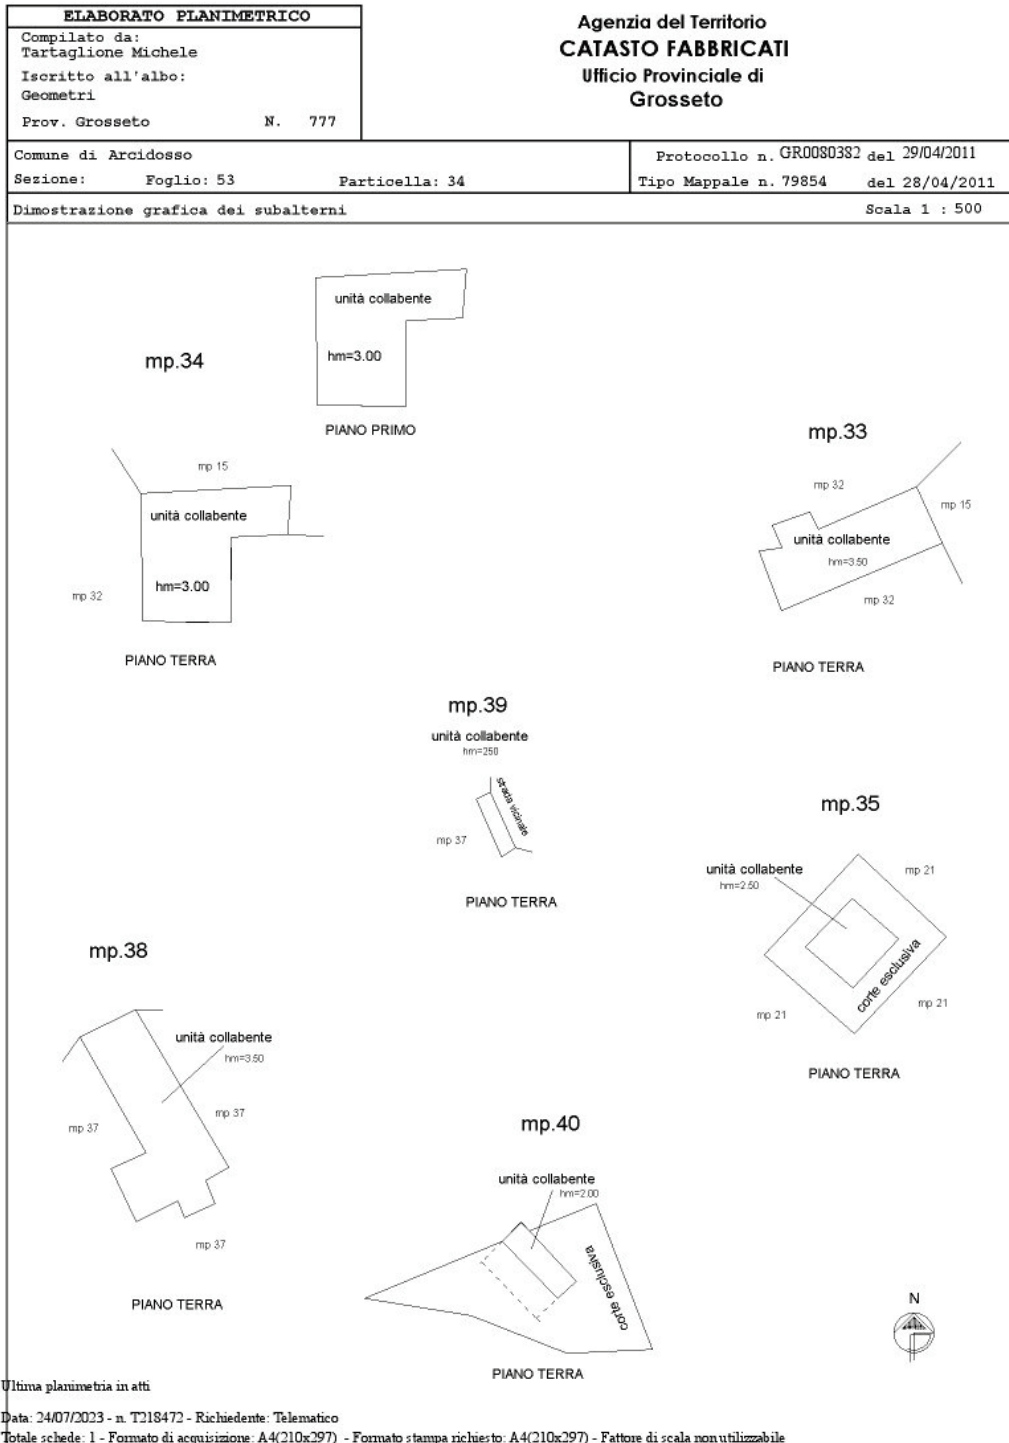 ELABORATO PLANIMETRICO
Compilato da:
Tartaglione Michele
Iscritto all'albo:
Geometri
Prov. Grosseto N. 777
Agenzia del Territorio
CATASTO FABBRICATI
Ufficio Provinciale di
Grosseto
Comune di Arcidosso
Sezione: Foglio: 53 Particella: 34
Protocollo n. GR0080382 del 29/04/2011
Tipo Mappale n. 79854 del 28/04/2011
Dimostrazione grafica dei subalterni Scala 1 : 500
unità collabente
hm=3.00
PIANO PRIMO
mp.34
mp 15
unità collabente
hm=3.00
mp 32
PIANO TERRA
mp.33
mp 32
mp 15
unità collabente
hm=3.50
mp 32
PIANO TERRA
mp.39
unità collabente
hm=250
strada vicinale
mp 37
PIANO TERRA
mp.35
unità collabente
hm=2.50
mp 21
corte esclusiva
mp 21
mp 21
PIANO TERRA
mp.38
unità collabente
hm=3.50
mp 37
mp 37
mp 37
PIANO TERRA
mp.40
unità collabente
hm=2.00
corte esclusiva
PIANO TERRA
N
Ultima planimetria in atti
Data: 24/07/2023 - n. T218472 - Richiedente: Telematico
Totale schede: 1 - Formato di acquisizione: A4(210x297) - Formato stampa richiesto: A4(210x297) - Fattore di scala non utilizzabile